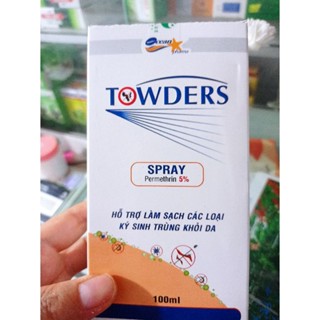 TOWDERS
SPRAY
Permethrin 5%
HỖ TRỢ LÀM SẠCH CÁC LOẠI
KÝ SINH TRÙNG KHỎI DA
100ml